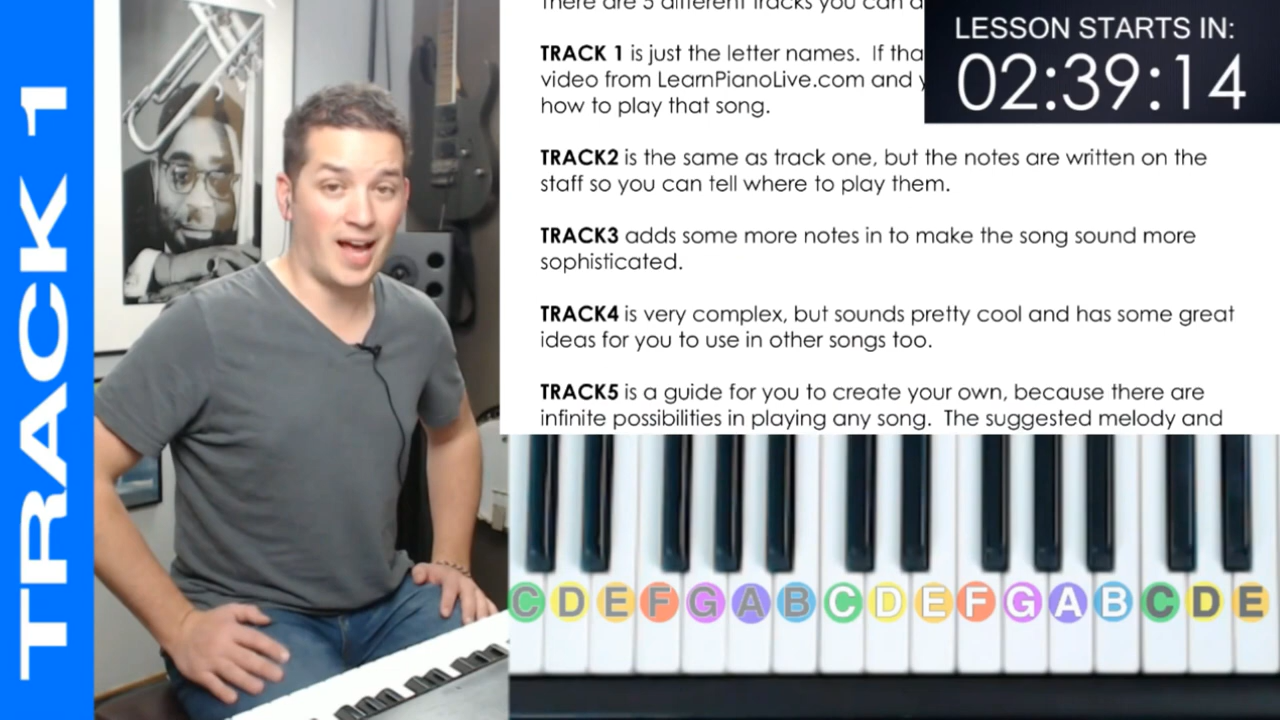 TRACK 1
There are 5 different tracks you can
LESSON STARTS IN:
02:39:14
TRACK 1 is just the letter names. If
video from LearnPianoLive.com and
how to play that song.
TRACK2 is the same as track one, but the notes are written on the
staff so you can tell where to play them.
TRACK3 adds some more notes in to make the song sound more
sophisticated.
TRACK4 is very complex, but sounds pretty cool and has some great
ideas for you to use in other songs too.
TRACK5 is a guide for you to create your own, because there are
infinite possibilities in playing any song. The suggested melody and
C D E F G A B C D E F G A B C D E